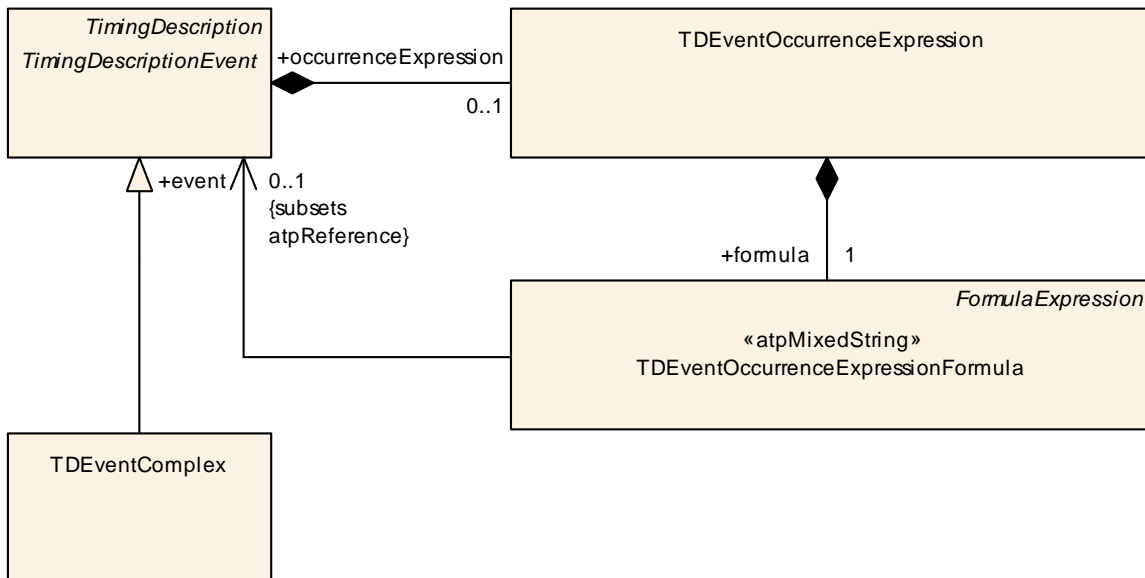 TimingDescription
TimingDescriptionEvent
+occurrenceExpression
0..1
TDEventOccurrenceExpression
+event
0..1
{subsets
atpReference}
+formula
1
FormulaExpression
«atpMixedString»
TDEventOccurrenceExpressionFormula
TDEventComplex